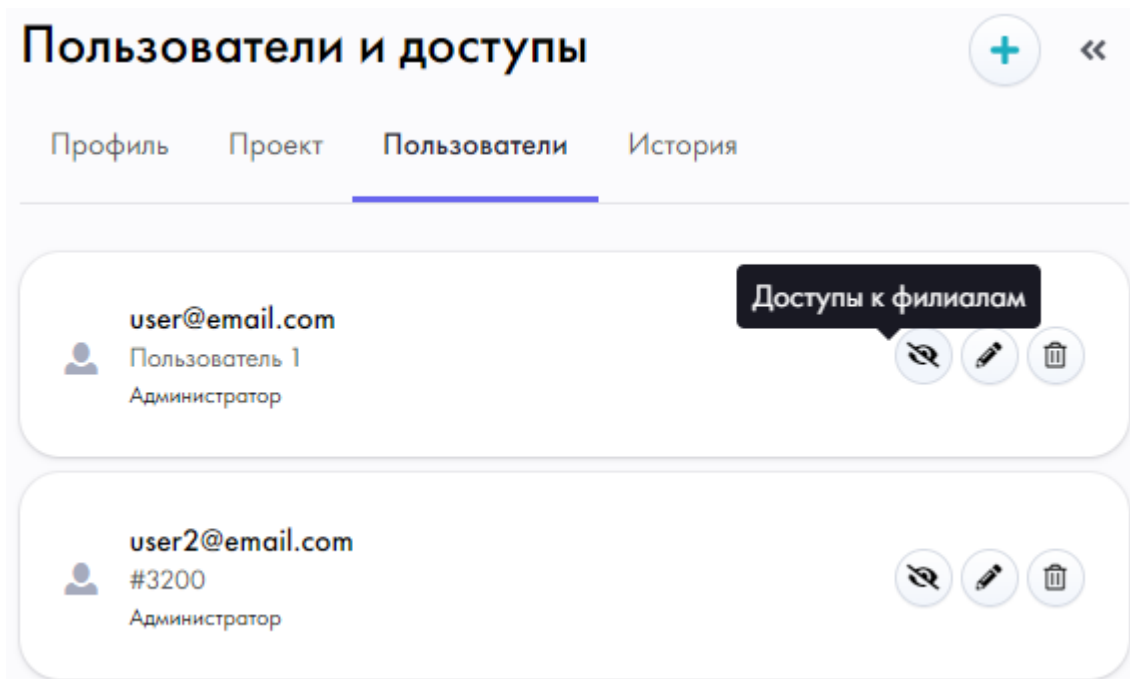 Пользователи и доступы
Профиль Проект Пользователи История
Доступы к филиалам
user@email.com
Пользователь 1
Администратор
user2@email.com
#3200
Администратор